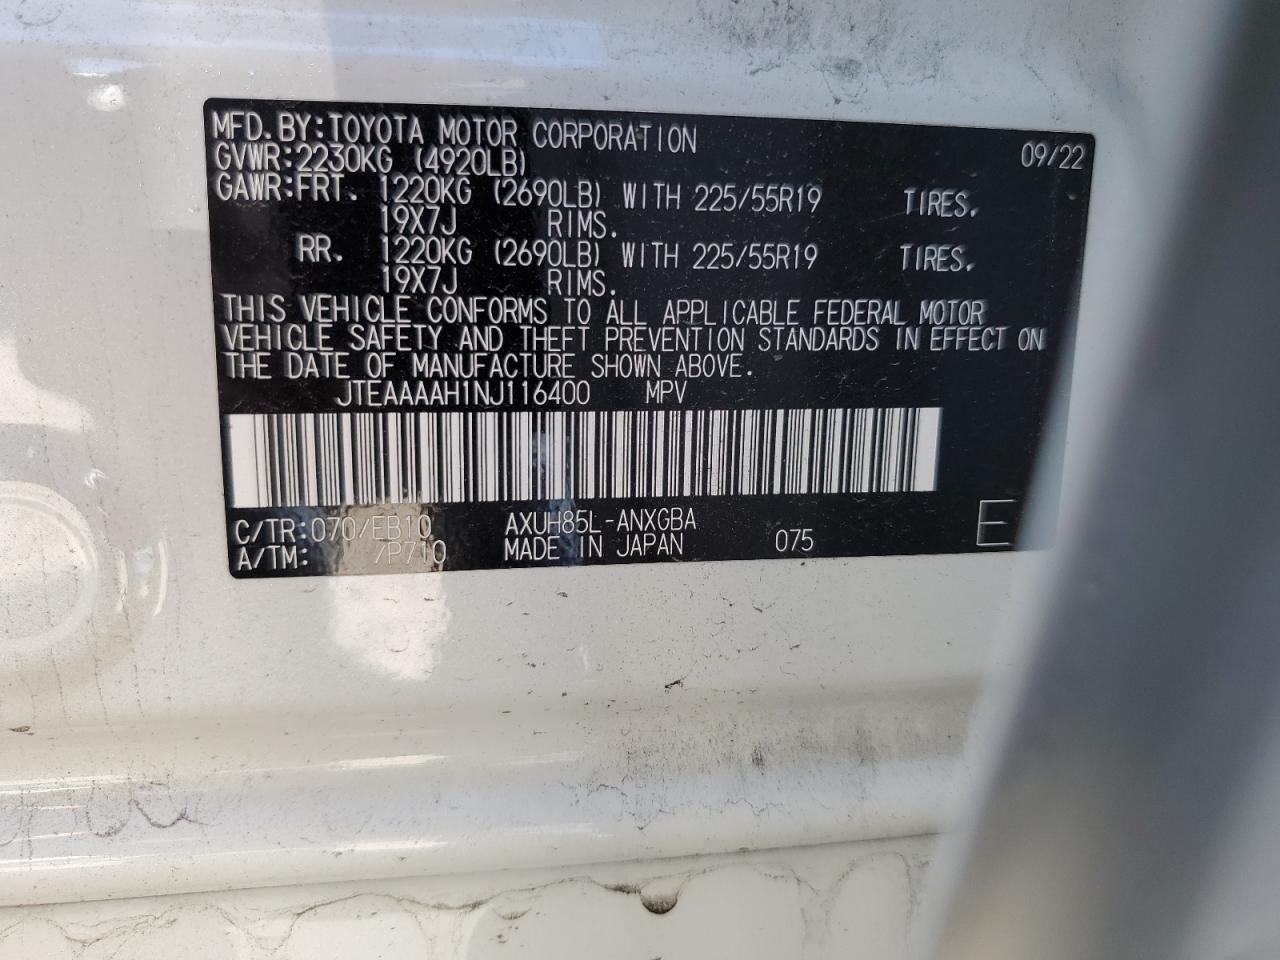 MFD.BY:TOYOTA MOTOR CORPORATION 09/22
GVWR:2230KG (4920LB)
GAWR:FRT. 1220KG (2690LB) WITH 225/55R19 TIRES.
19X7J RIMS.
RR. 1220KG (2690LB) WITH 225/55R19 TIRES.
19X7J RIMS.
THIS VEHICLE CONFORMS TO ALL APPLICABLE FEDERAL MOTOR
VEHICLE SAFETY AND THEFT PREVENTION STANDARDS IN EFFECT ON
THE DATE OF MANUFACTURE SHOWN ABOVE.
JTEAAAAH1NJ116400 MPV
C/TR:070/EB10 AXUH85L-ANXGBA
A/TM: /P710 MADE IN JAPAN 075 E